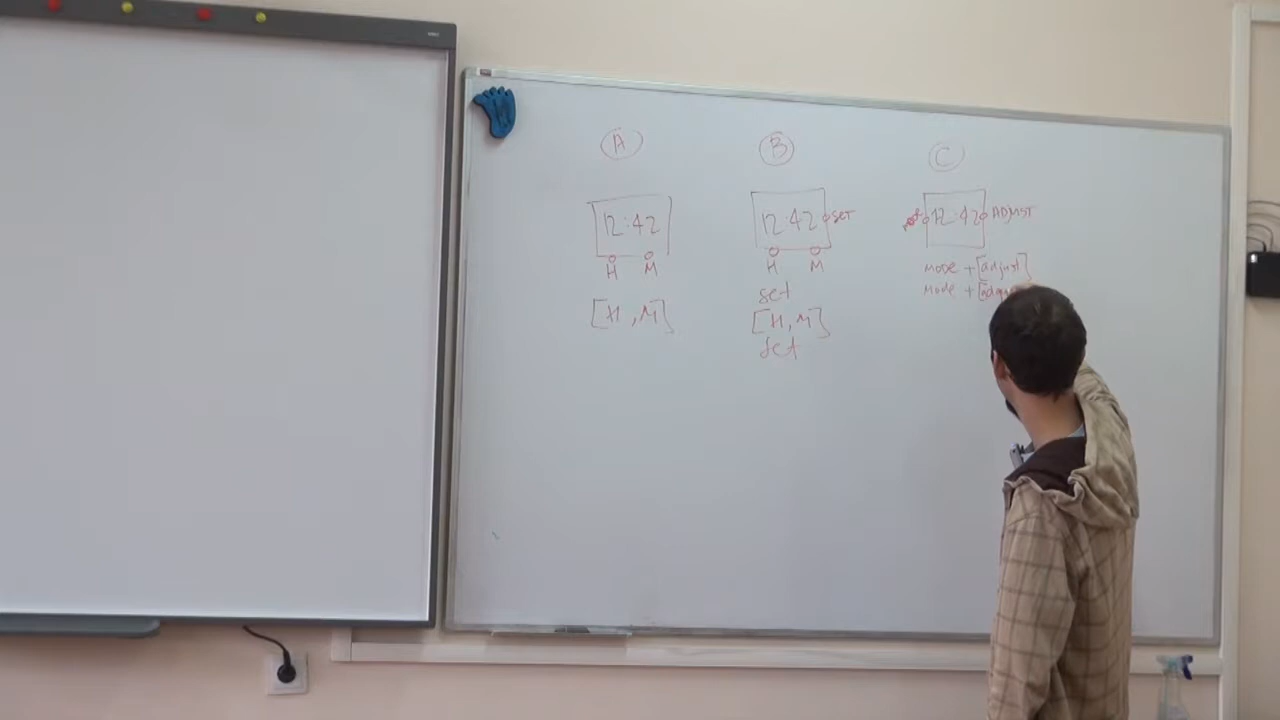 A
12:42
H M
[H, M]
B
12:42
SET
H M
set
[H, M]
set
C
12:42
ADJUST
MODE + [adjust]
MODE +